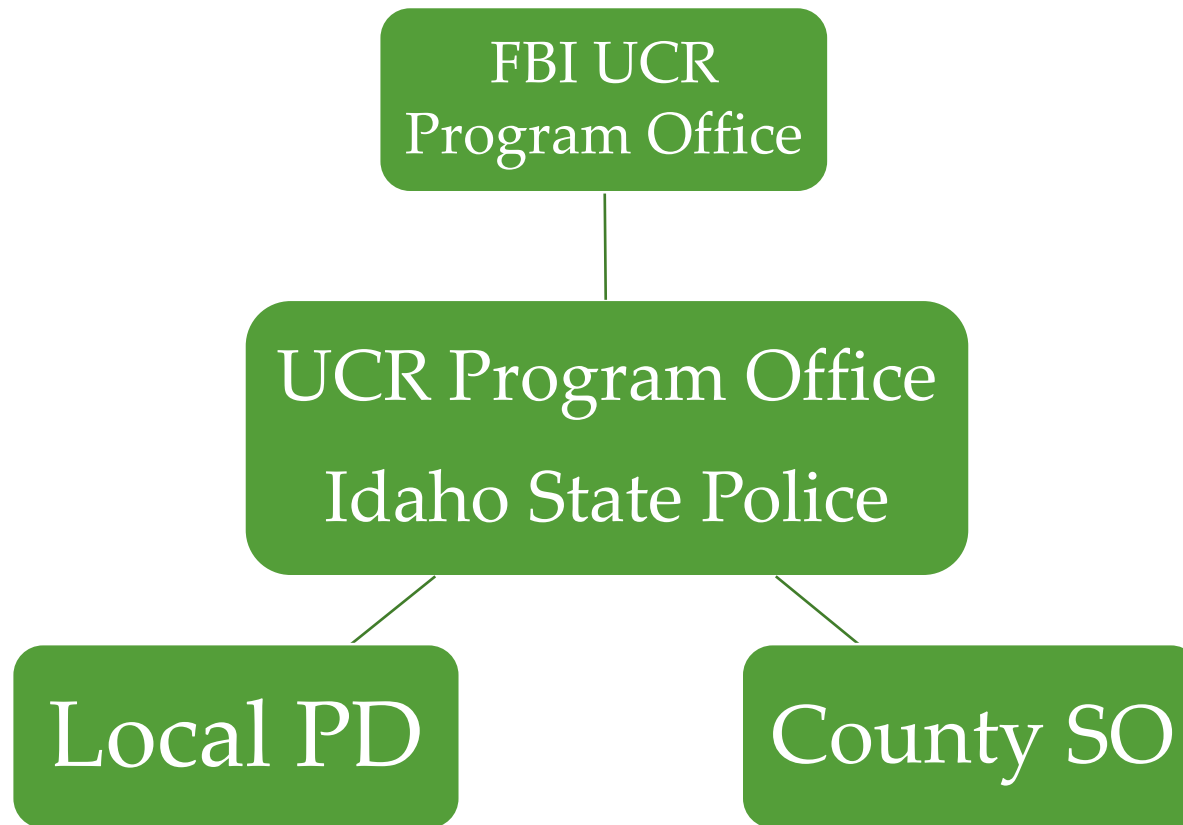 FBI UCR
Program Office
UCR Program Office
Idaho State Police
Local PD
County SO